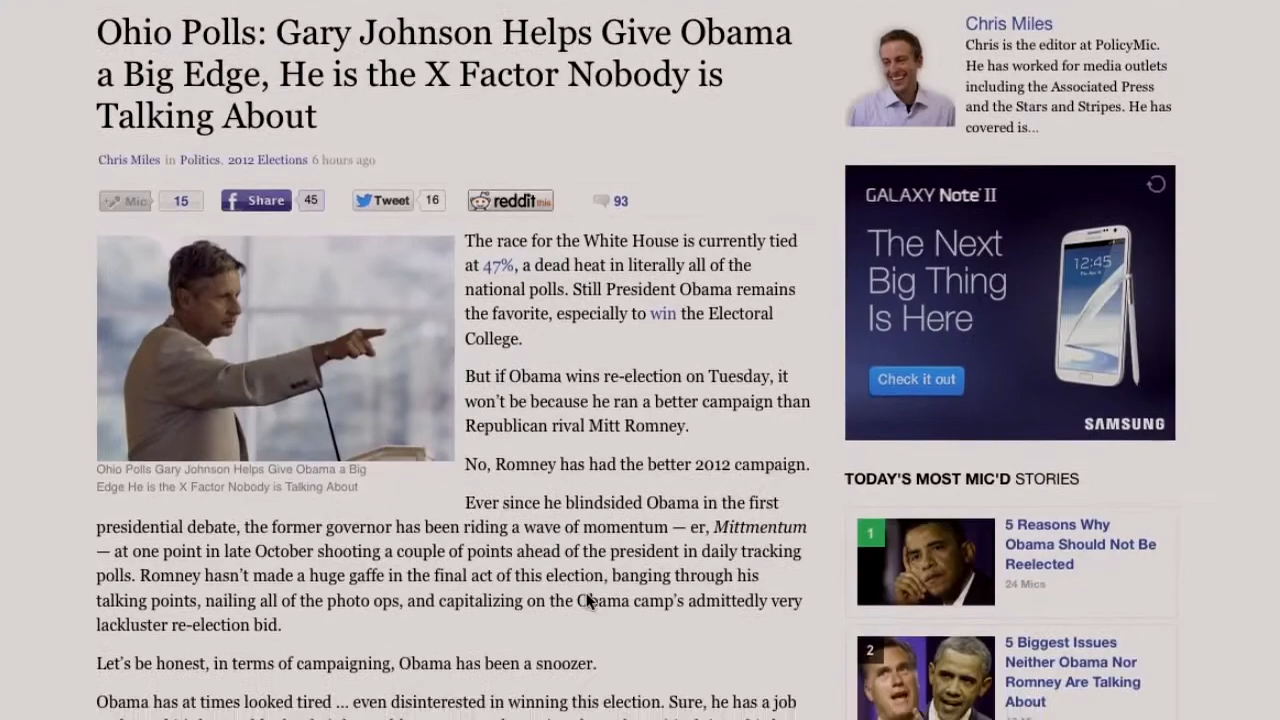 Ohio Polls: Gary Johnson Helps Give Obama
a Big Edge, He is the X Factor Nobody is
Talking About
Chris Miles in Politics, 2012 Elections 6 hours ago
Mic 15 Share 45 Tweet 16 reddit this 93
The race for the White House is currently tied
at 47%, a dead heat in literally all of the
national polls. Still President Obama remains
the favorite, especially to win the Electoral
College.
But if Obama wins re-election on Tuesday, it
won't be because he ran a better campaign than
Republican rival Mitt Romney.
No, Romney has had the better 2012 campaign.
Ohio Polls Gary Johnson Helps Give Obama a Big
Edge He is the X Factor Nobody is Talking About
Ever since he blindsided Obama in the first
presidential debate, the former governor has been riding a wave of momentum — er, Mittmentum
— at one point in late October shooting a couple of points ahead of the president in daily tracking
polls. Romney hasn't made a huge gaffe in the final act of this election, banging through his
talking points, nailing all of the photo ops, and capitalizing on the Obama camp's admittedly very
lackluster re-election bid.
Let's be honest, in terms of campaigning, Obama has been a snoozer.
Obama has at times looked tired ... even disinterested in winning this election. Sure, he has a job
Chris Miles
Chris is the editor at PolicyMic.
He has worked for media outlets
including the Associated Press
and the Stars and Stripes. He has
covered is...
GALAXY Note II
The Next
Big Thing
Is Here
12:45
Check it out
SAMSUNG
TODAY'S MOST MIC'D STORIES
1
5 Reasons Why
Obama Should Not Be
Reelected
24 Mics
2
5 Biggest Issues
Neither Obama Nor
Romney Are Talking
About